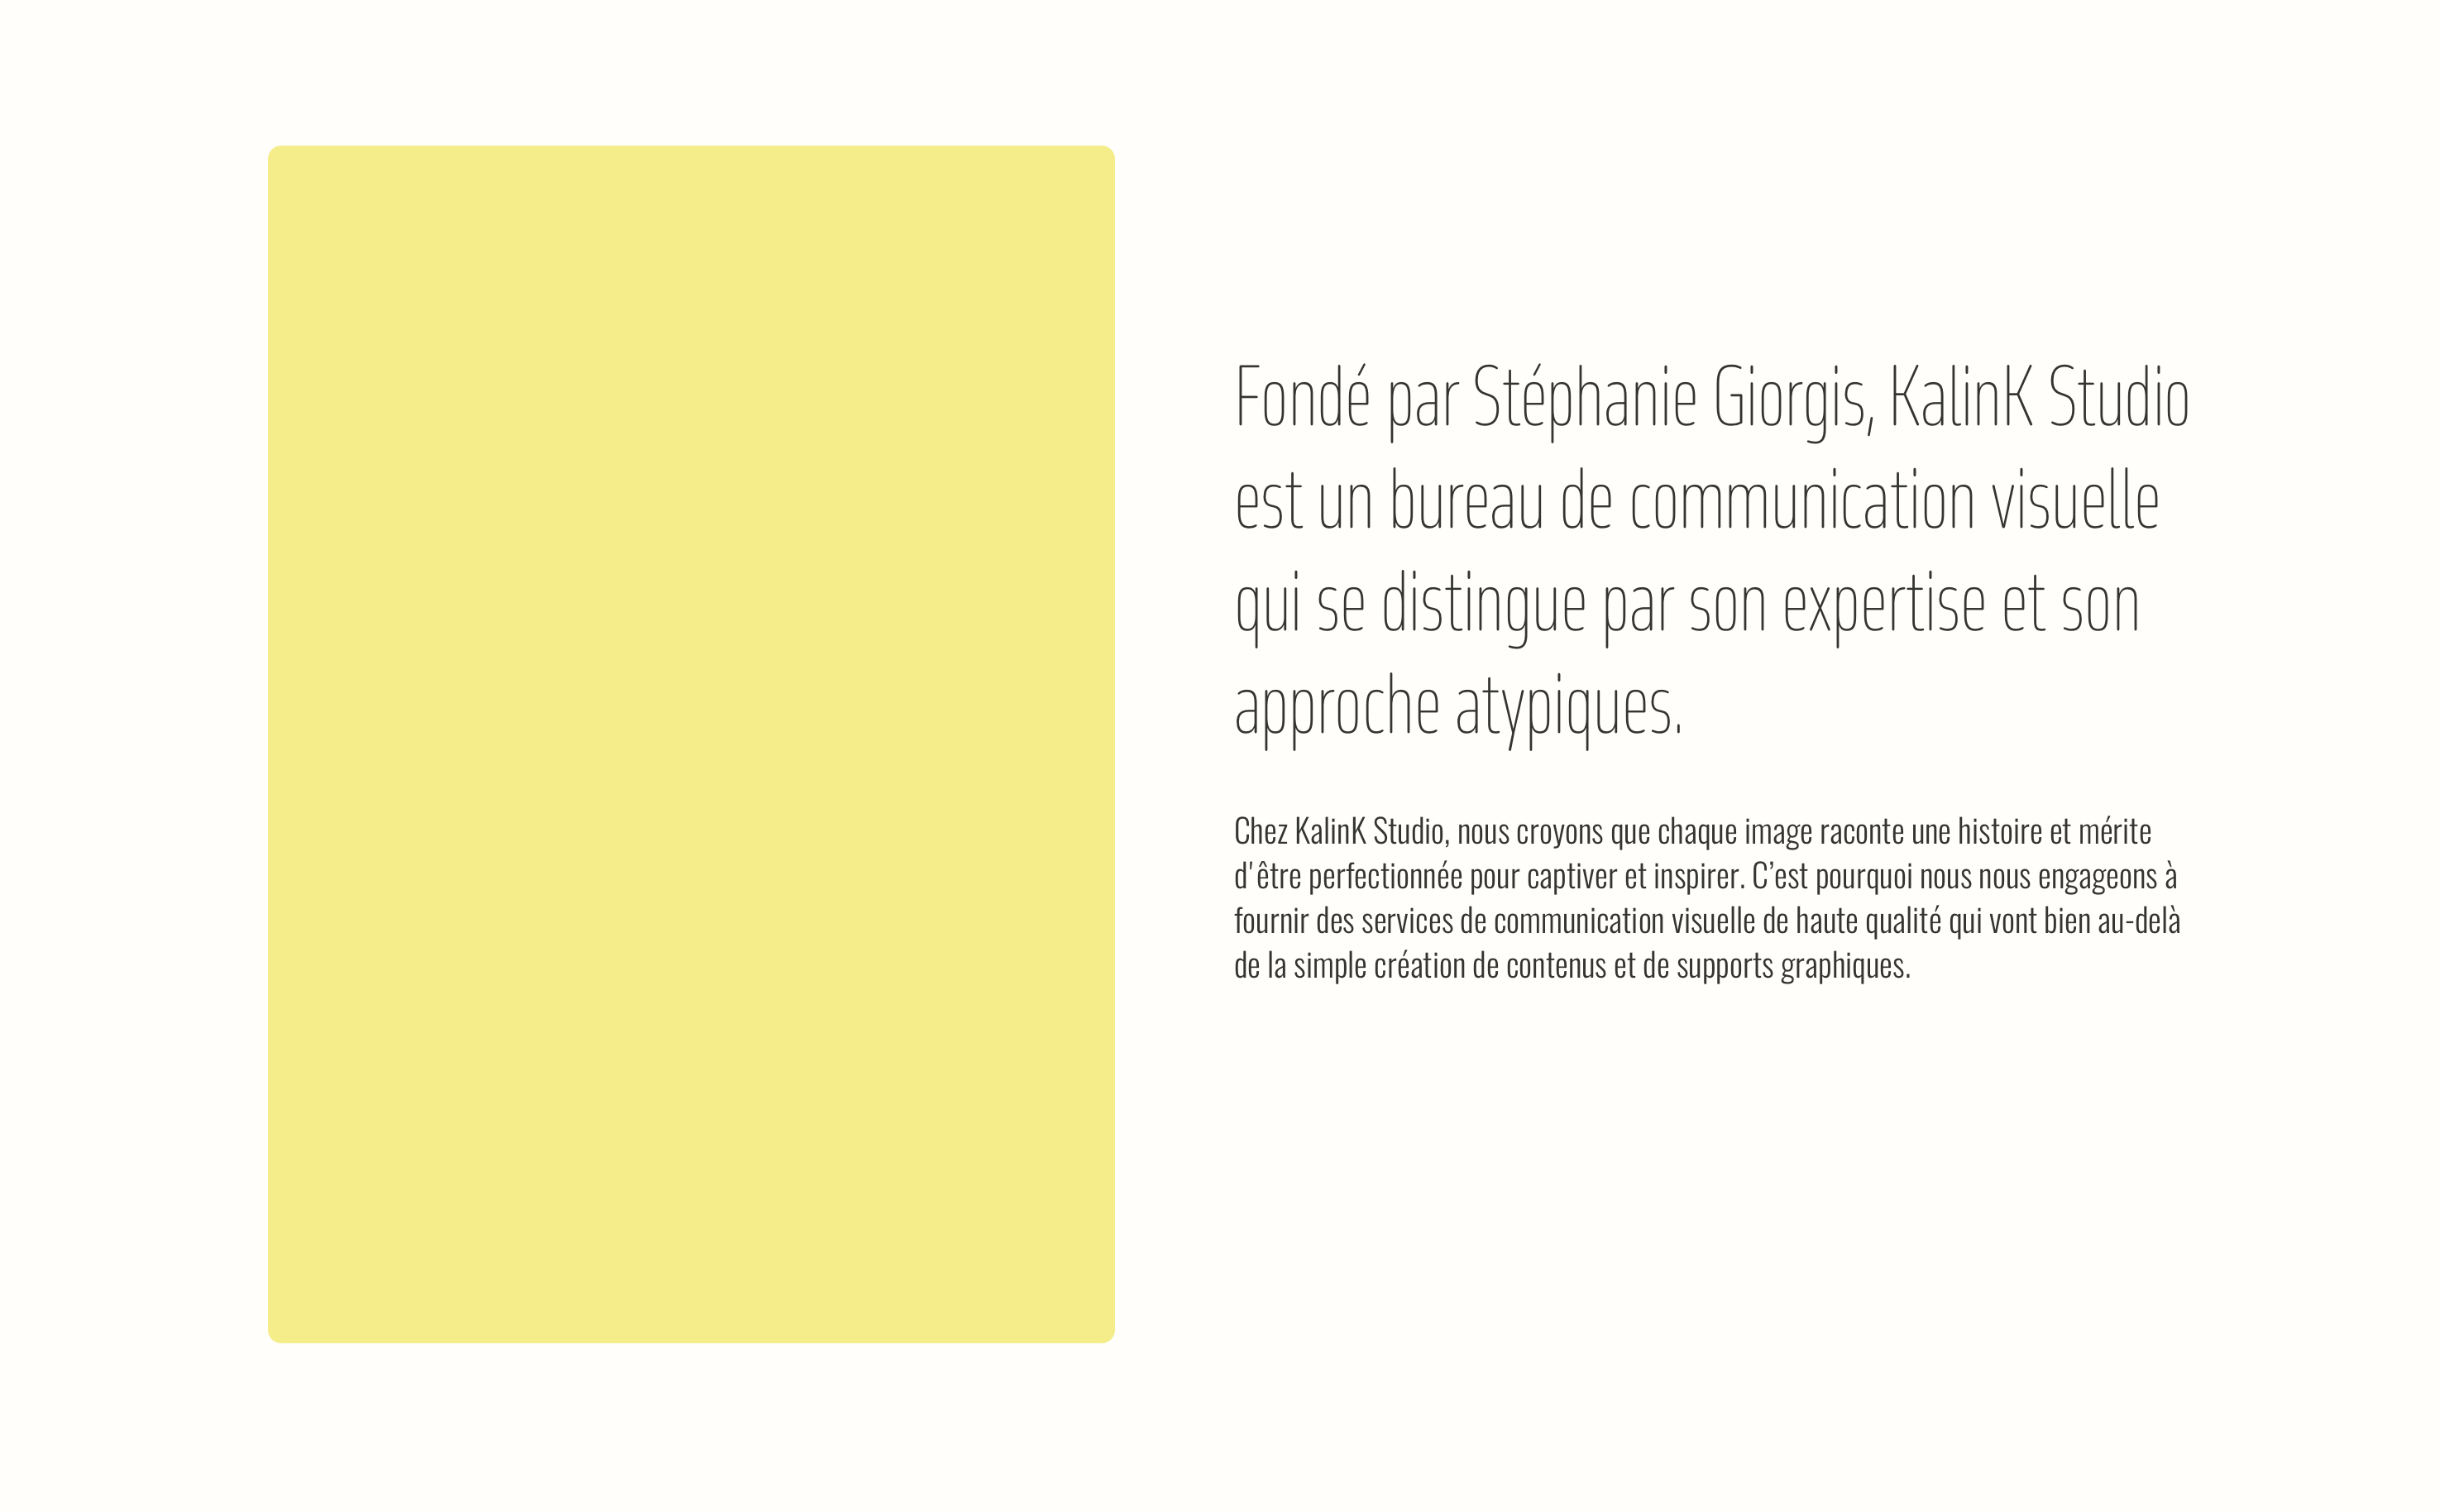 Fondé par Stéphanie Giorgis, KalinK Studio
est un bureau de communication visuelle
qui se distingue par son expertise et son
approche atypiques.
Chez KalinK Studio, nous croyons que chaque image raconte une histoire et mérite
d'être perfectionnée pour captiver et inspirer. C’est pourquoi nous nous engageons à
fournir des services de communication visuelle de haute qualité qui vont bien au-delà
de la simple création de contenus et de supports graphiques.